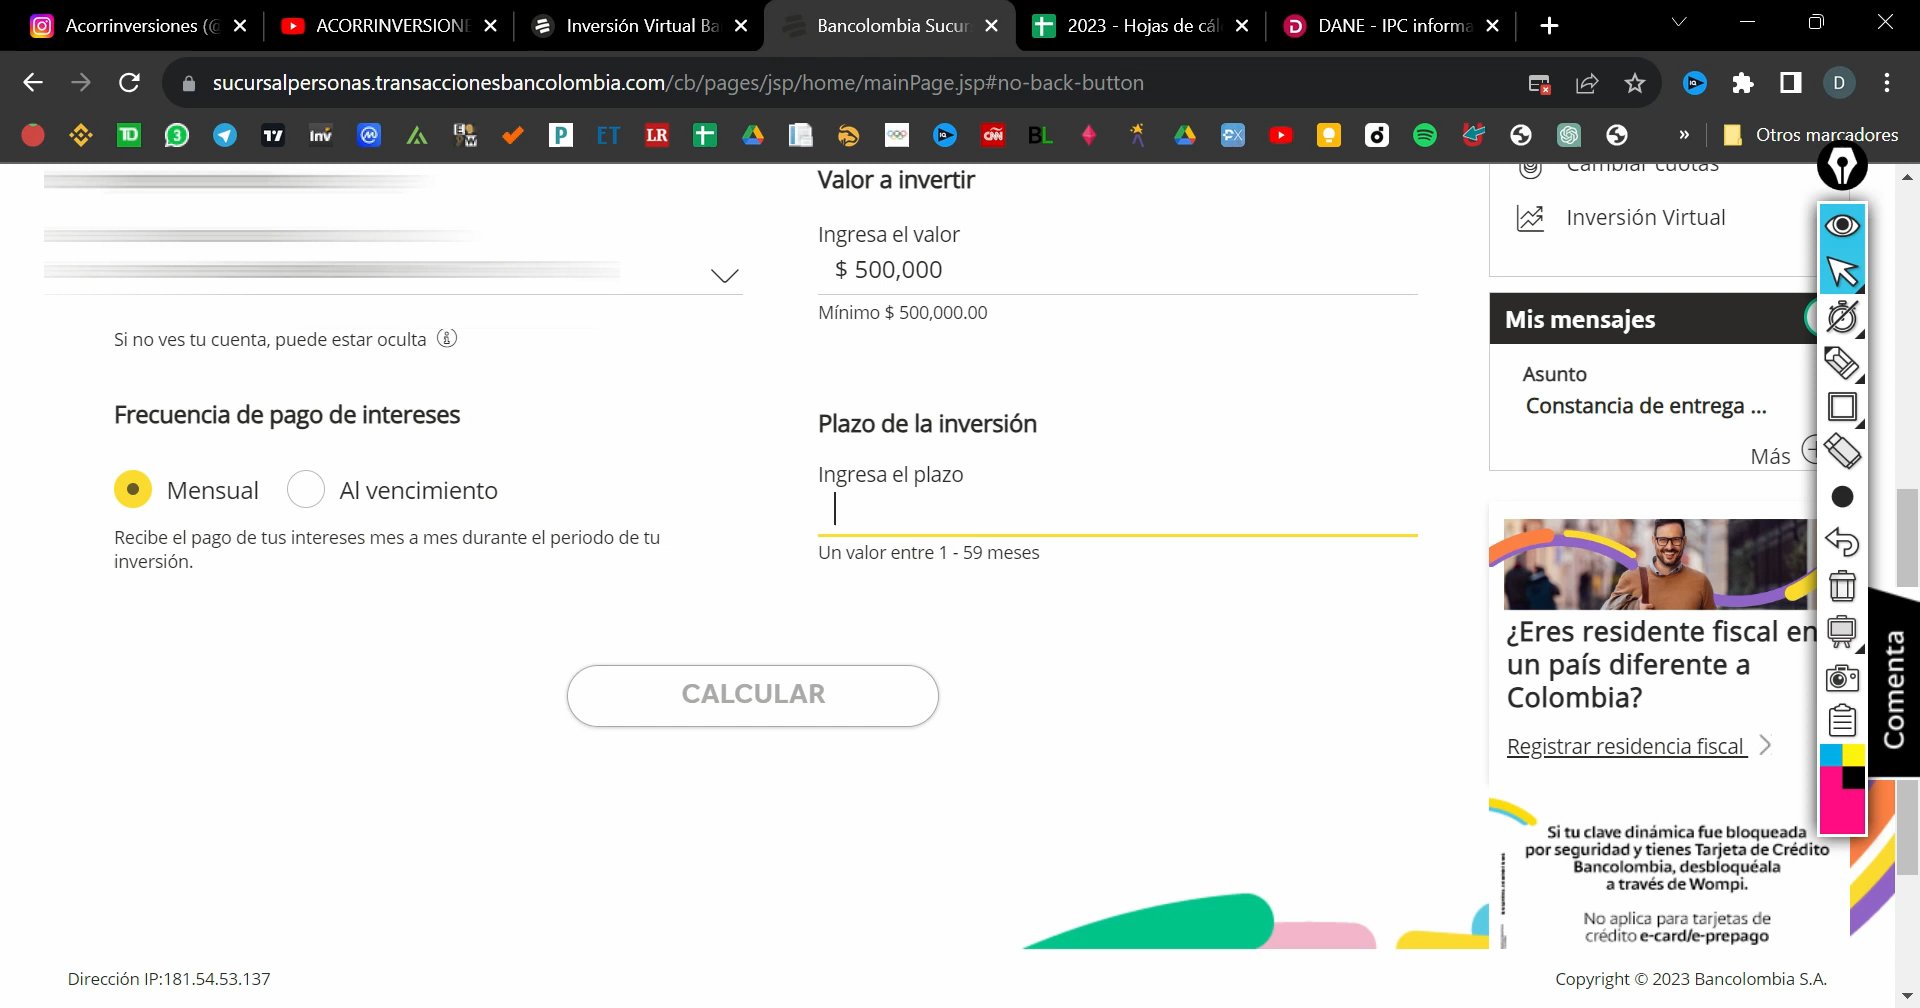 Acorrinversiones (@
ACORRINVERSIONE
Inversión Virtual Ba
Bancolombia Sucur
2023 - Hojas de cál
DANE - IPC informa
sucursalpersonas.transaccionesbancolombia.com/cb/pages/jsp/home/mainPage.jsp#no-back-button
D
Otros marcadores
Valor a invertir
Ingresa el valor
$ 500,000
Mínimo $ 500,000.00
Si no ves tu cuenta, puede estar oculta
Frecuencia de pago de intereses
Mensual
Al vencimiento
Recibe el pago de tus intereses mes a mes durante el periodo de tu
inversión.
Plazo de la inversión
Ingresa el plazo
Un valor entre 1 - 59 meses
CALCULAR
Cambiar cuotas
Inversión Virtual
Mis mensajes
Asunto
Constancia de entrega ...
Más
¿Eres residente fiscal en
un país diferente a
Colombia?
Registrar residencia fiscal
Comenta
Si tu clave dinámica fue bloqueada
por seguridad y tienes Tarjeta de Crédito
Bancolombia, desbloquéala
a través de Wompi.
No aplica para tarjetas de
crédito e-card/e-prepago
Dirección IP:181.54.53.137
Copyright © 2023 Bancolombia S.A.